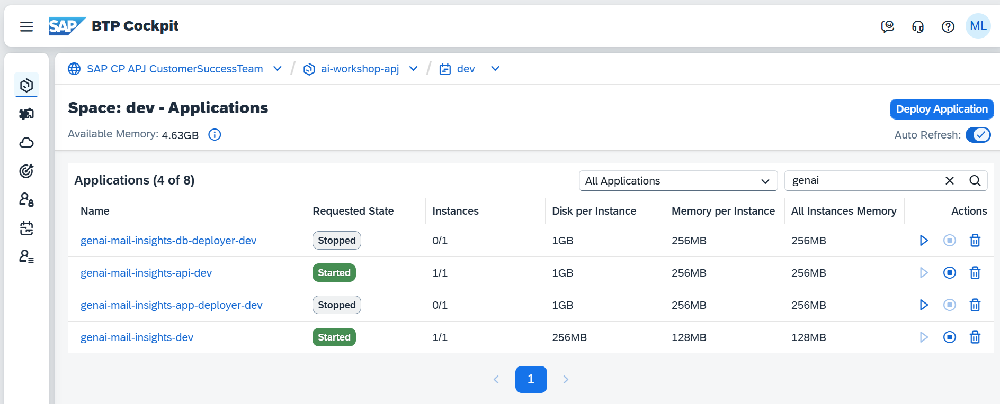 SAP BTP Cockpit ML
SAP CP APJ CustomerSuccessTeam / ai-workshop-apj / dev
Space: dev - Applications
Deploy Application
Available Memory: 4.63GB
Auto Refresh:
Applications (4 of 8) All Applications genai
Name Requested State Instances Disk per Instance Memory per Instance All Instances Memory Actions
genai-mail-insights-db-deployer-dev Stopped 0/1 1GB 256MB 256MB
genai-mail-insights-api-dev Started 1/1 1GB 256MB 256MB
genai-mail-insights-app-deployer-dev Stopped 0/1 1GB 256MB 256MB
genai-mail-insights-dev Started 1/1 256MB 128MB 128MB
1